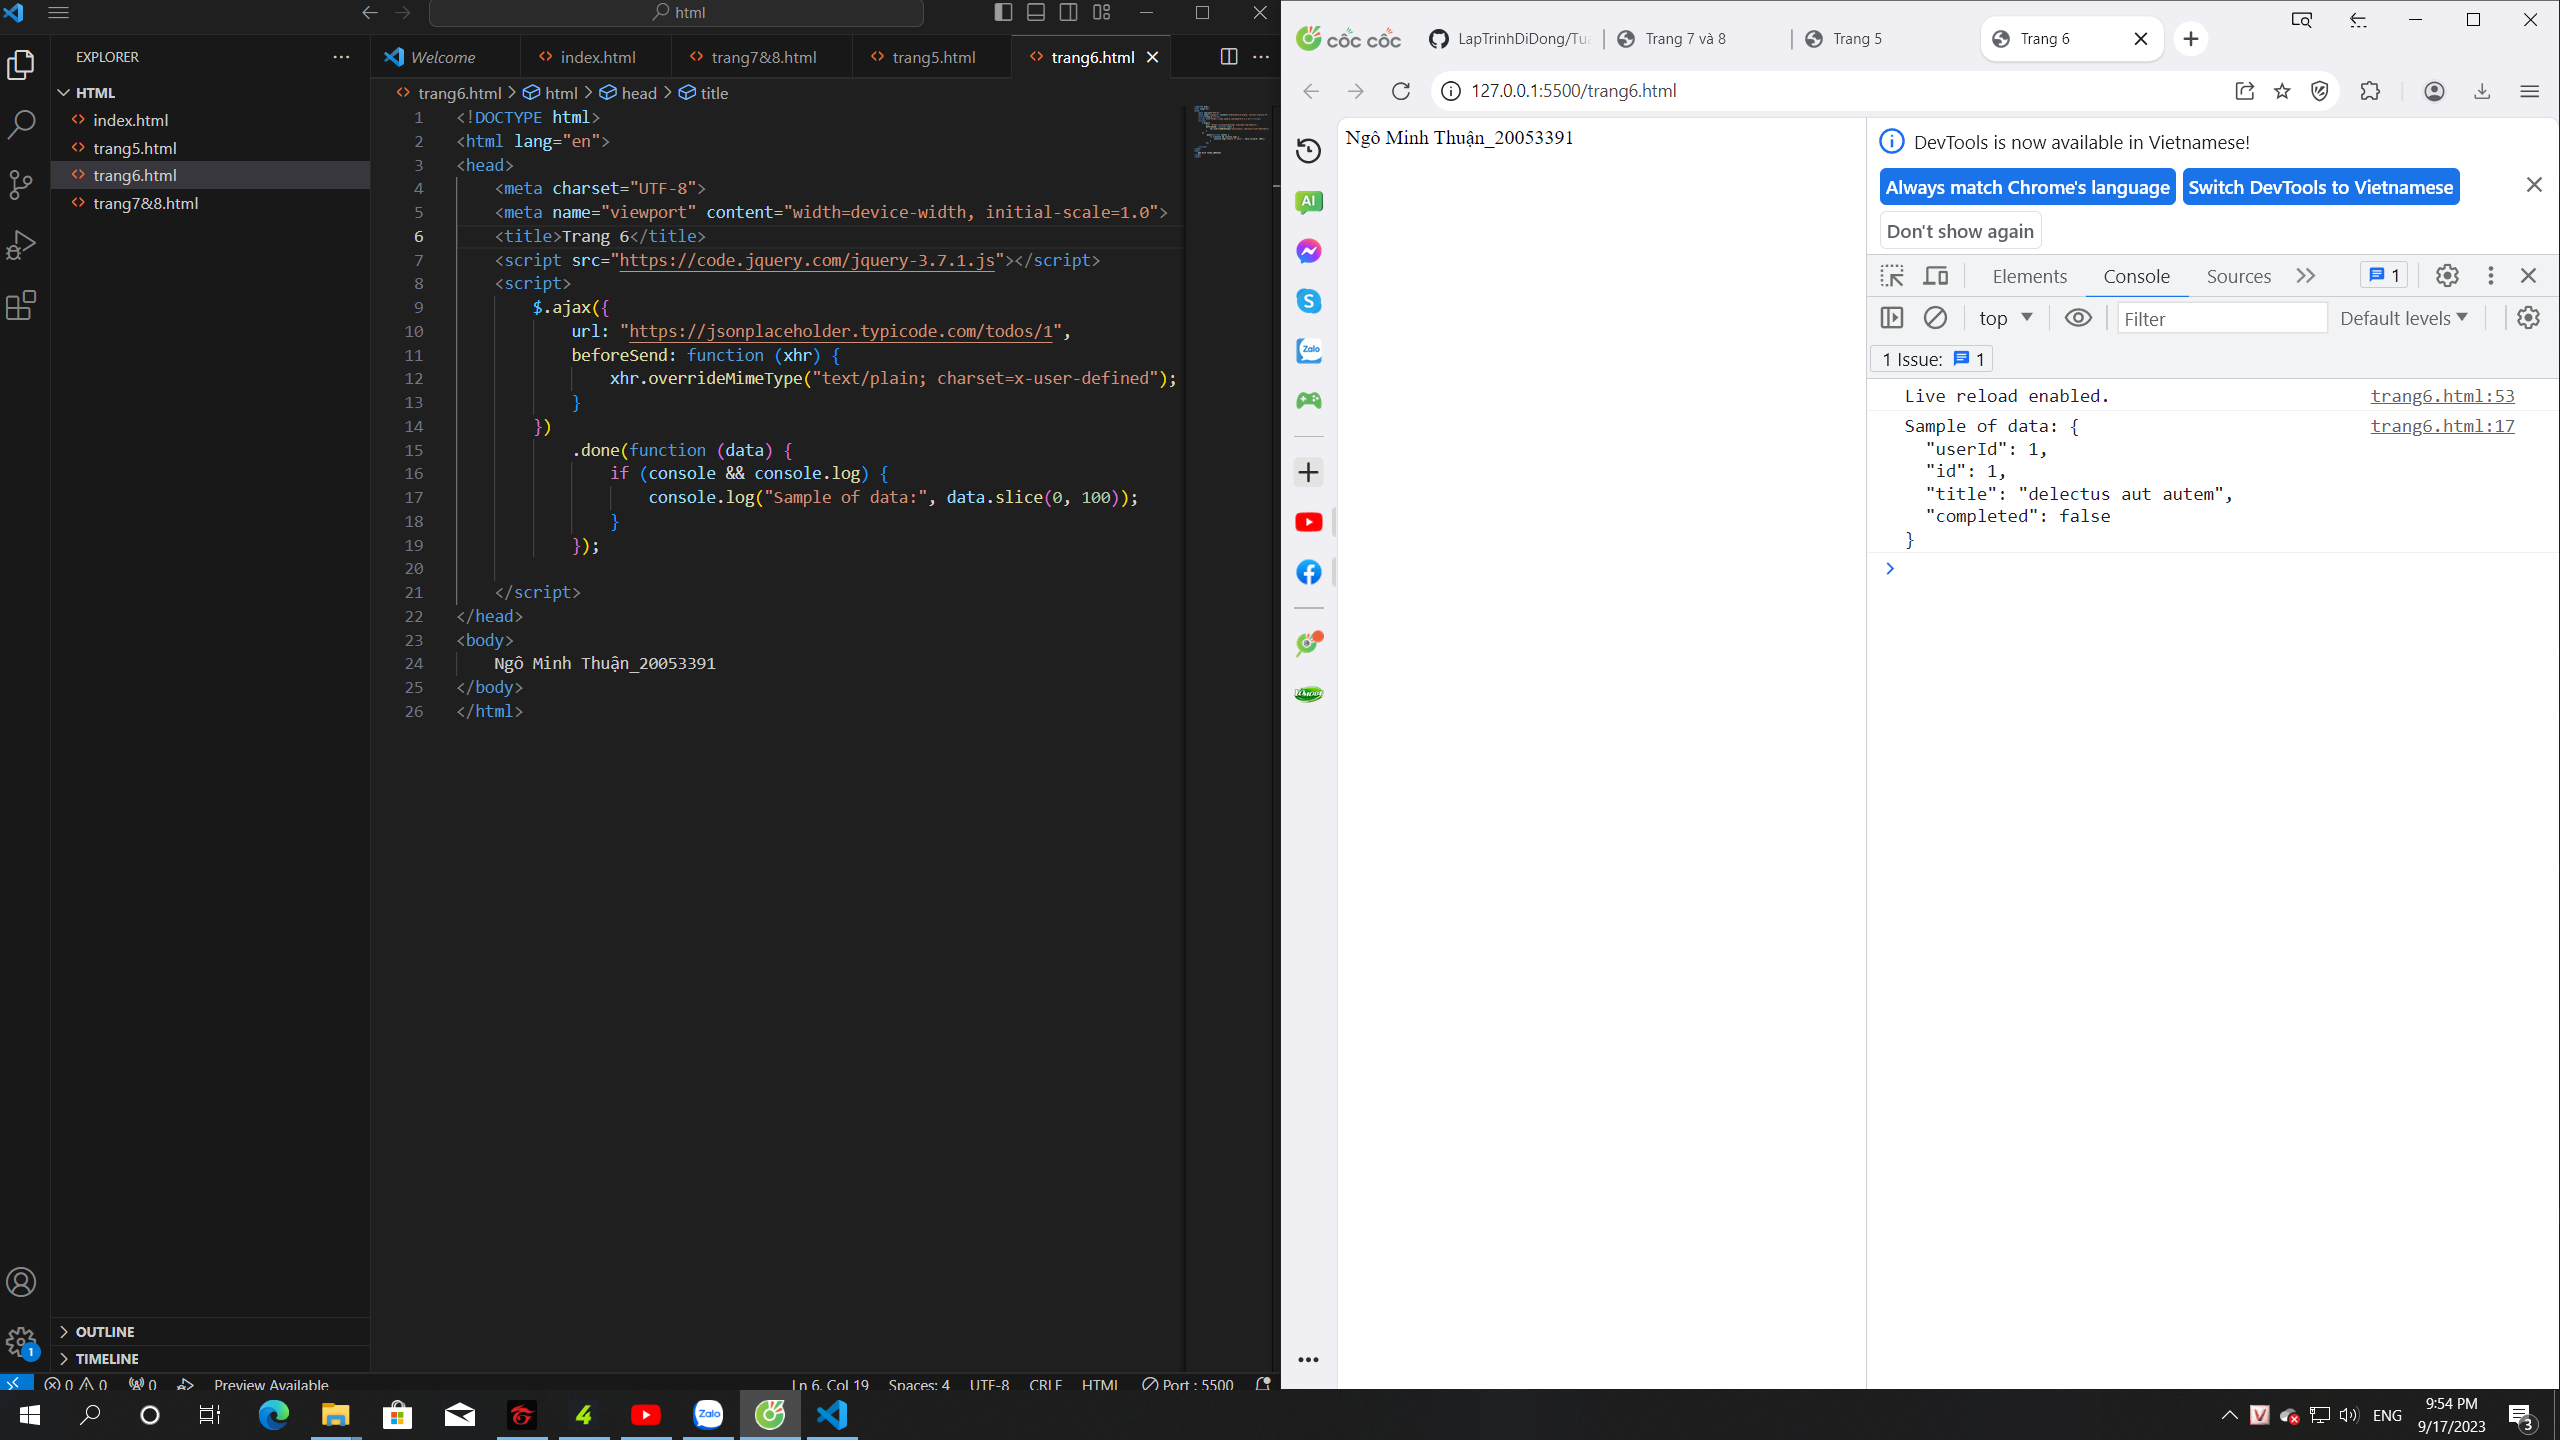 html
EXPLORER
HTML
index.html
trang5.html
trang6.html
trang7&8.html
OUTLINE
TIMELINE
Welcome
index.html
trang7&8.html
trang5.html
trang6.html
trang6.html > html > head > title
1 <!DOCTYPE html>
2 <html lang="en">
3 <head>
4 <meta charset="UTF-8">
5 <meta name="viewport" content="width=device-width, initial-scale=1.0">
6 <title>Trang 6</title>
7 <script src="https://code.jquery.com/jquery-3.7.1.js"></script>
8 <script>
9 $.ajax({
10 url: "https://jsonplaceholder.typicode.com/todos/1",
11 beforeSend: function (xhr) {
12 xhr.overrideMimeType("text/plain; charset=x-user-defined");
13 }
14 })
15 .done(function (data) {
16 if (console && console.log) {
17 console.log("Sample of data:", data.slice(0, 100));
18 }
19 });
20
21 </script>
22 </head>
23 <body>
24 Ngô Minh Thuận_20053391
25 </body>
26 </html>
1
0 0 0 Preview Available Ln 6, Col 19 Spaces: 4 UTF-8 CRLF HTML Port : 5500
cốc cốc
LapTrinhDiDong/Tu
Trang 7 và 8
Trang 5
Trang 6
127.0.0.1:5500/trang6.html
AI
Zalo
Ngô Minh Thuận_20053391
DevTools is now available in Vietnamese!
Always match Chrome's language
Switch DevTools to Vietnamese
Don't show again
Elements Console Sources 1
top Filter Default levels
1 Issue: 1
Live reload enabled. trang6.html:53
Sample of data: { trang6.html:17
"userId": 1,
"id": 1,
"title": "delectus aut autem",
"completed": false
}
Zalo
ENG
9:54 PM
9/17/2023
3